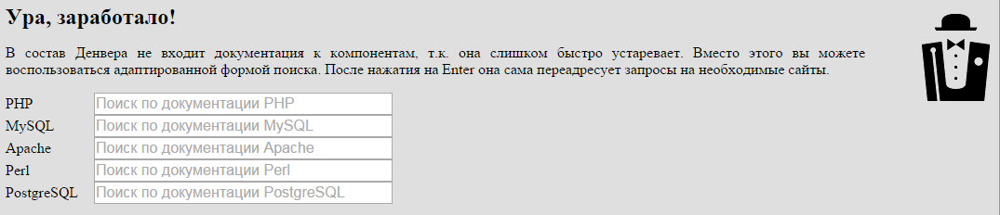 Ура, заработало!
В состав Денвера не входит документация к компонентам, т.к. она слишком быстро устаревает. Вместо этого вы можете
воспользоваться адаптированной формой поиска. После нажатия на Enter она сама переадресует запросы на необходимые сайты.
PHP Поиск по документации PHP
MySQL Поиск по документации MySQL
Apache Поиск по документации Apache
Perl Поиск по документации Perl
PostgreSQL Поиск по документации PostgreSQL